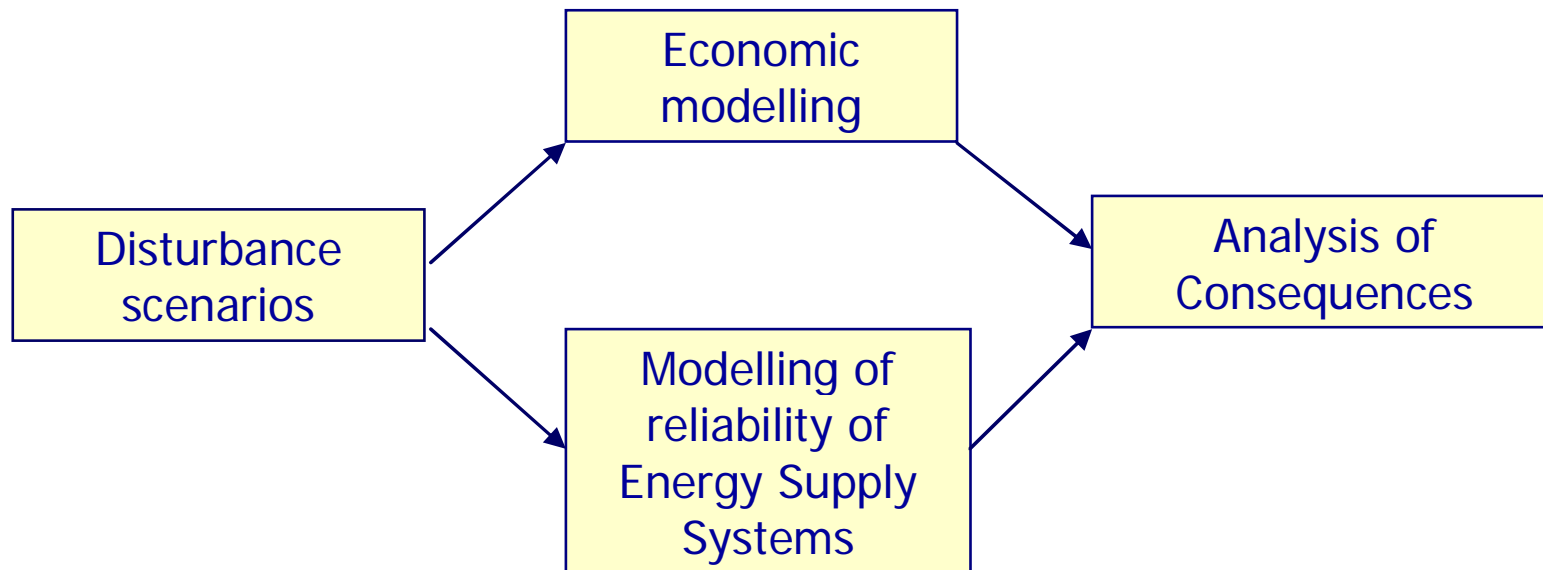 Economic
modelling
Disturbance
scenarios
Analysis of
Consequences
Modelling of
reliability of
Energy Supply
Systems